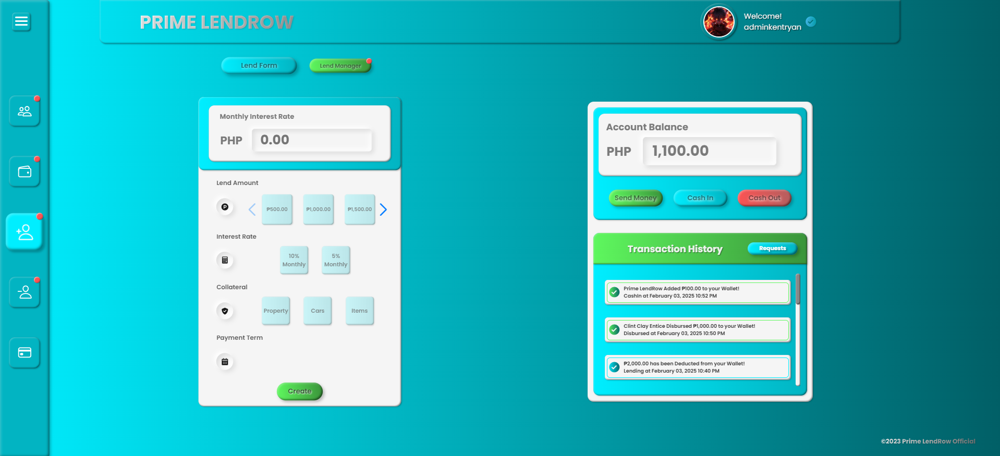 PRIME LENDROW
Welcome!
adminkentryan
Lend Form
Lend Manager
Monthly Interest Rate
PHP 0.00
Lend Amount
₱500.00 ₱1,000.00 ₱1,500.00
Interest Rate
10% Monthly
5% Monthly
Collateral
Property Cars Items
Payment Term
Create
Account Balance
PHP 1,100.00
Send Money Cash In Cash Out
Transaction History Requests
Prime LendRow Added ₱100.00 to your Wallet!
CashIn at February 03, 2025 10:52 PM
Clint Clay Entice Disbursed ₱1,000.00 to your Wallet!
Disbursed at February 03, 2025 10:50 PM
₱2,000.00 has been Deducted from your Wallet!
Lending at February 03, 2025 10:40 PM
©2023 Prime LendRow Official